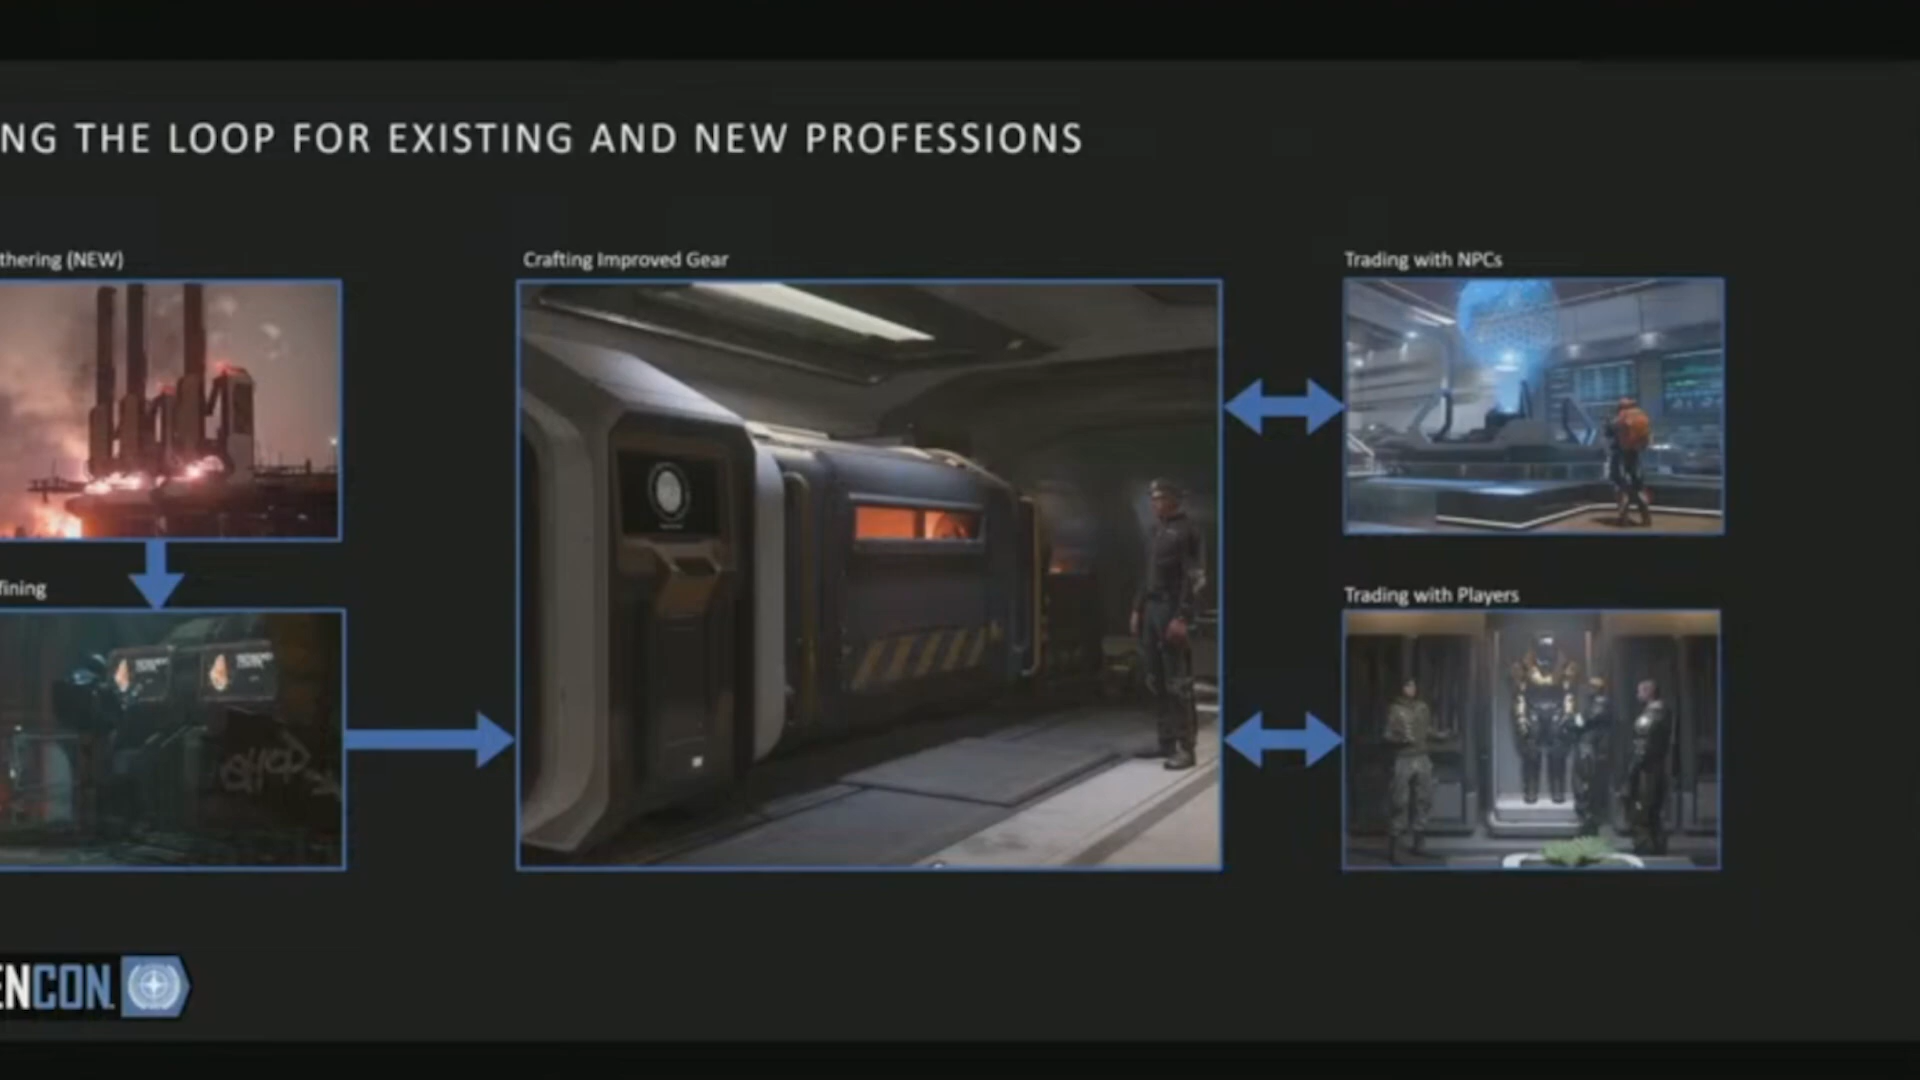 NG THE LOOP FOR EXISTING AND NEW PROFESSIONS
thering (NEW)
Crafting Improved Gear
Trading with NPCs
fining
Trading with Players
ENCON